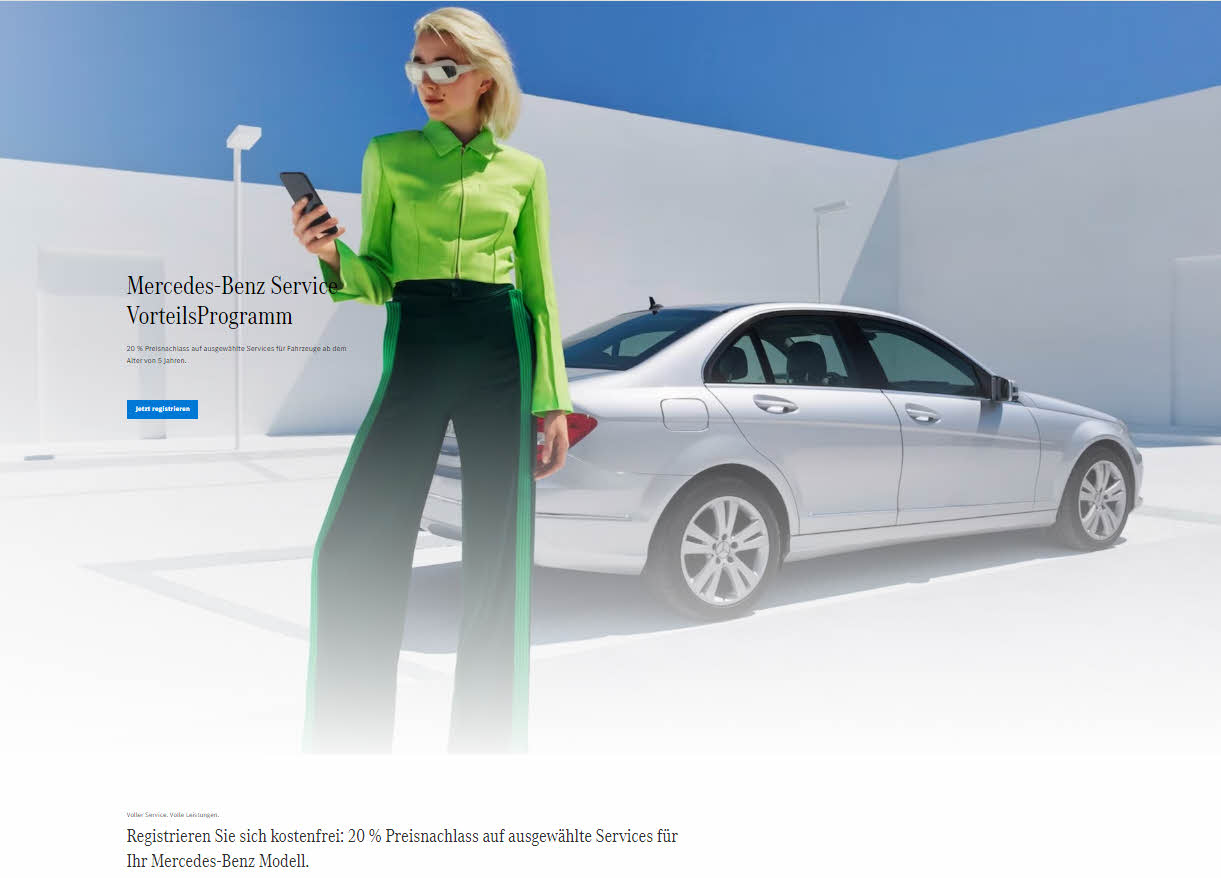 Mercedes-Benz Service
VorteilsProgramm
20 % Preisnachlass auf ausgewählte Services für Fahrzeuge ab dem
Alter von 5 Jahren.
Jetzt registrieren
Voller Service. Volle Leistungen.
Registrieren Sie sich kostenfrei: 20 % Preisnachlass auf ausgewählte Services für
Ihr Mercedes-Benz Modell.